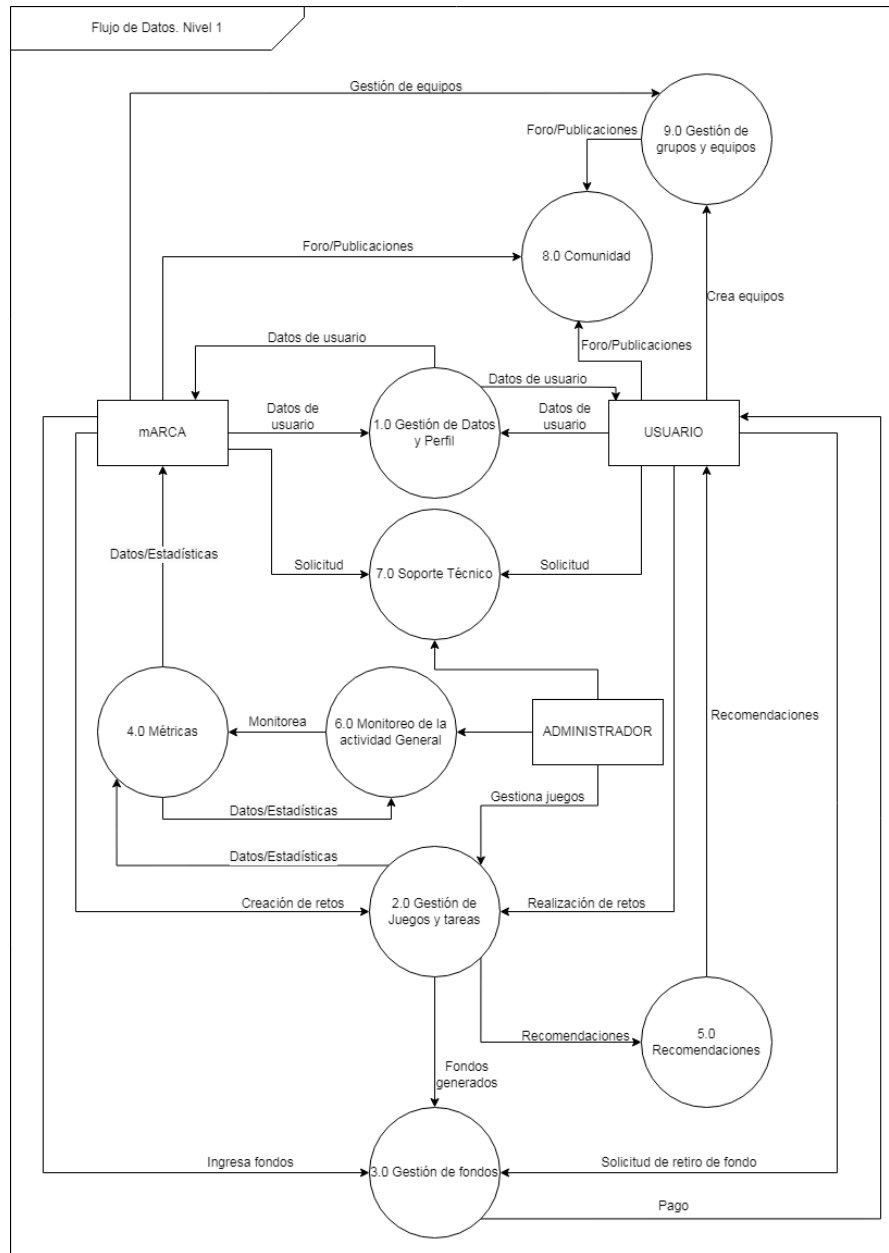 Flujo de Datos. Nivel 1
Gestión de equipos
9.0 Gestión de
grupos y equipos
Foro/Publicaciones
8.0 Comunidad
Foro/Publicaciones
Crea equipos
Foro/Publicaciones
Datos de usuario
Datos de usuario
mARCA
Datos de
usuario
1.0 Gestión de Datos
y Perfil
Datos de
usuario
USUARIO
Datos/Estadísticas
Solicitud
7.0 Soporte Técnico
Solicitud
4.0 Métricas
Monitorea
6.0 Monitoreo de la
actividad General
ADMINISTRADOR
Recomendaciones
Gestiona juegos
Datos/Estadísticas
Datos/Estadísticas
Creación de retos
2.0 Gestión de
Juegos y tareas
Realización de retos
Recomendaciones
5.0
Recomendaciones
Fondos
generados
Ingresa fondos
3.0 Gestión de fondos
Solicitud de retiro de fondo
Pago